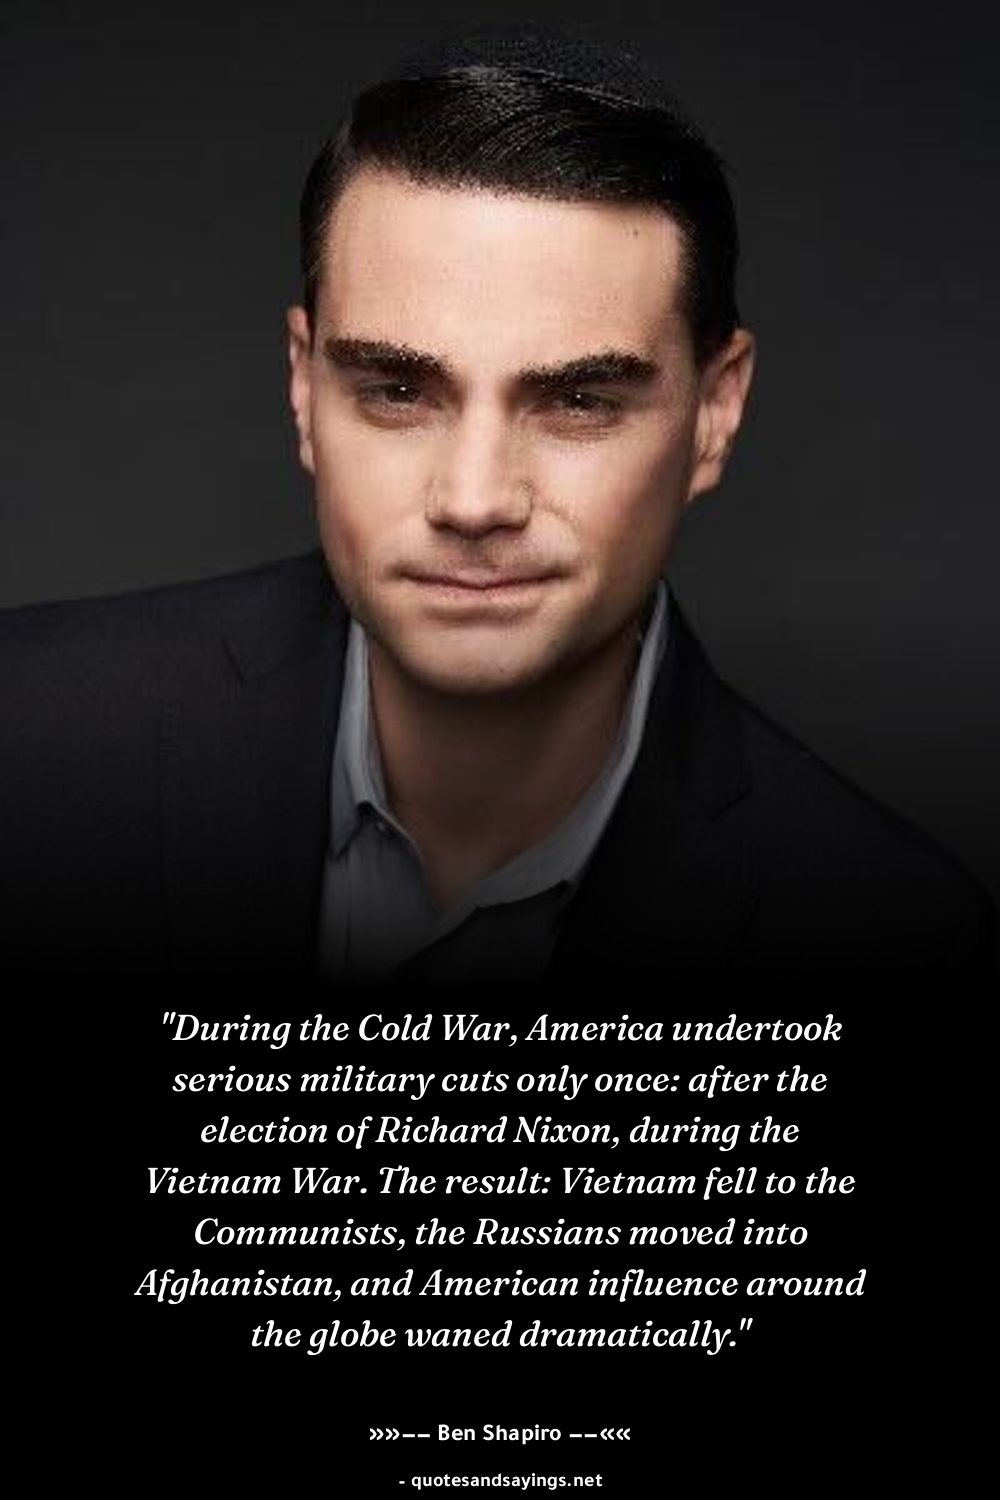 "During the Cold War, America undertook
serious military cuts only once: after the
election of Richard Nixon, during the
Vietnam War. The result: Vietnam fell to the
Communists, the Russians moved into
Afghanistan, and American influence around
the globe waned dramatically."
»»−− Ben Shapiro −−««
- quotesandsayings.net